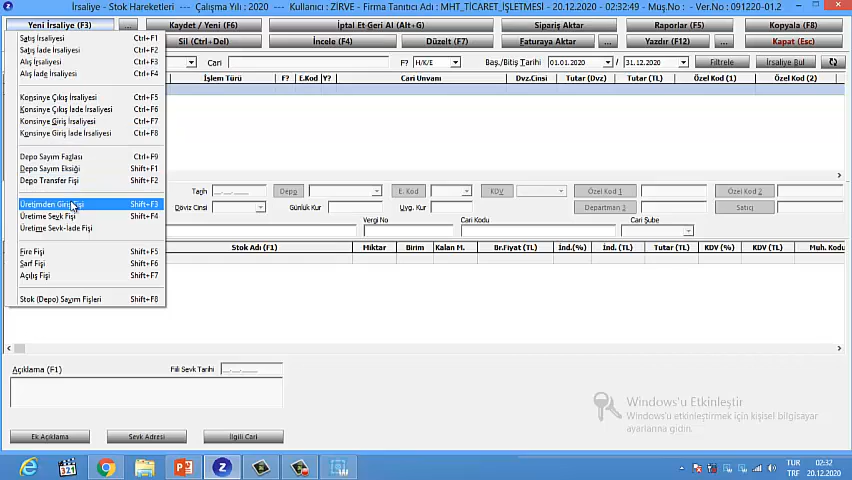 İrsaliye - Stok Hareketleri - Çalışma Yılı : 2020 - Kullanıcı : ZİRVE - Firma Tanıtıcı Adı : MHT_TİCARET_İŞLETMESİ - 20.12.2020 - 02:32:49 - Müş.No : - Ver.No : 091220-01.2
Yeni İrsaliye (F3) ... Kaydet / Yeni (F6) İptal Et-Geri Al (Alt+G) Sipariş Aktar ... Raporlar (F5) Kopyala (F8)
Sil (Ctrl+Del) İncele (F4) Düzelt (F7) Faturaya Aktar ... Yazdır (F12) ... Kapat (Esc)
Cari F? H/K/E Baş./Bitiş Tarihi 01.01.2020 / 31.12.2020 Filtrele İrsaliye Bul
İşlem Türü F? E.Kod Y? Cari Unvanı Dvz.Cinsi Tutar (Dvz) Tutar (TL) Özel Kod (1) Özel Kod (2)
Satış İrsaliyesi Ctrl+F1
Satış İade İrsaliyesi Ctrl+F2
Alış İrsaliyesi Ctrl+F3
Alış İade İrsaliyesi Ctrl+F4
Konsinye Çıkış İrsaliyesi Ctrl+F5
Konsinye Çıkış İade İrsaliyesi Ctrl+F6
Konsinye Giriş İrsaliyesi Ctrl+F7
Konsinye Giriş İade İrsaliyesi Ctrl+F8
Depo Sayım Fazlası Ctrl+F9
Depo Sayım Eksiği Shift+F1
Depo Transfer Fişi Shift+F2
Üretimden Giriş Fişi Shift+F3
Üretime Sevk Fişi Shift+F4
Üretime Sevk-İade Fişi
Fire Fişi Shift+F5
Sarf Fişi Shift+F6
Açılış Fişi Shift+F7
Stok (Depo) Sayım Fişleri Shift+F8
Tarih __.__.____ Depo E. Kod KDV Özel Kod 1 Özel Kod 2
Döviz Cinsi Günlük Kur Uyg. Kur Departman 3 Satıcı
Vergi No Cari Kodu Cari Şube
Stok Adı (F1) Miktar Birim Kalan M. Br.Fiyat (TL) İnd.(%) İnd. (TL) Tutar (TL) KDV (%) KDV (TL) Muh. Kodu
Açıklama (F1) Fiili Sevk Tarihi __.__.____
Ek Açıklama Sevk Adresi İlgili Cari
Windows'u Etkinleştir
Windows'u etkinleştirmek için kişisel bilgisayar
ayarlarına gidin.
321
TUR 02:32
TRF 20.12.2020